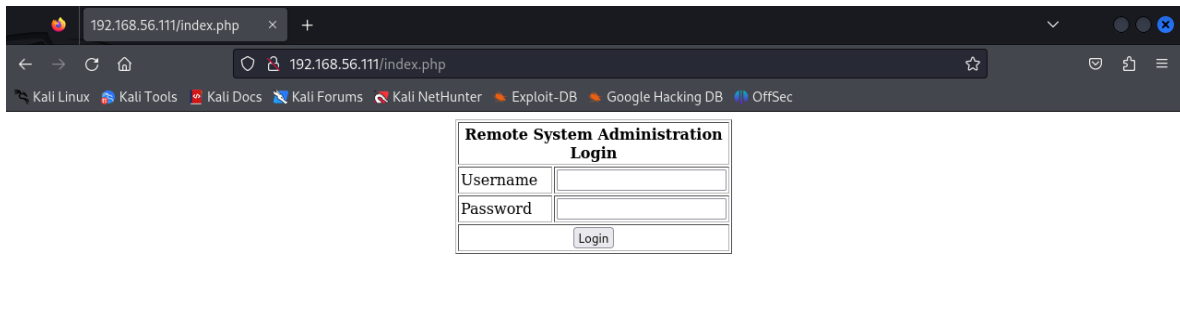 192.168.56.111/index.php
192.168.56.111/index.php
Kali Linux Kali Tools Kali Docs Kali Forums Kali NetHunter Exploit-DB Google Hacking DB OffSec
Remote System Administration
Login
Username
Password
Login